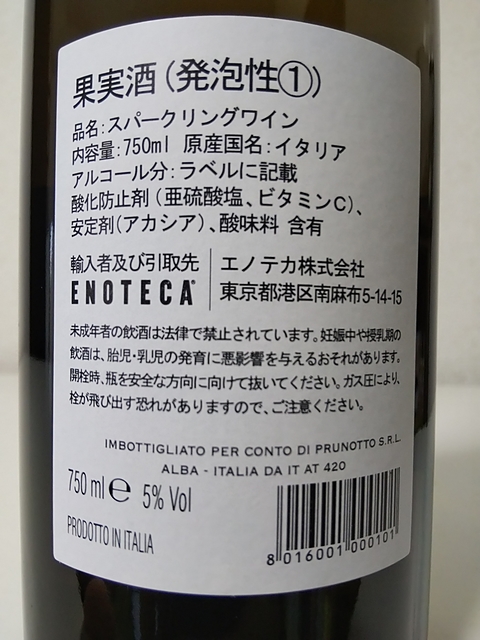 果実酒(発泡性①)
品名:スパークリングワイン
内容量:750ml 原産国名:イタリア
アルコール分:ラベルに記載
酸化防止剤(亜硫酸塩、ビタミンC)、
安定剤(アカシア)、酸味料 含有
輸入者及び引取先
ENOTECA®
エノテカ株式会社
東京都港区南麻布5-14-15
未成年者の飲酒は法律で禁止されています。妊娠中や授乳期の
飲酒は、胎児・乳児の発育に悪影響を与えるおそれがあります。
開栓時、瓶を安全な方向に向けて抜いてください。ガス圧により、
栓が飛び出す恐れがありますので、ご注意ください。
IMBOTTIGLIATO PER CONTO DI PRUNOTTO S.R.L.
ALBA - ITALIA DA IT AT 420
750 ml ℮ 5% Vol
PRODOTTO IN ITALIA
8 016001 000101